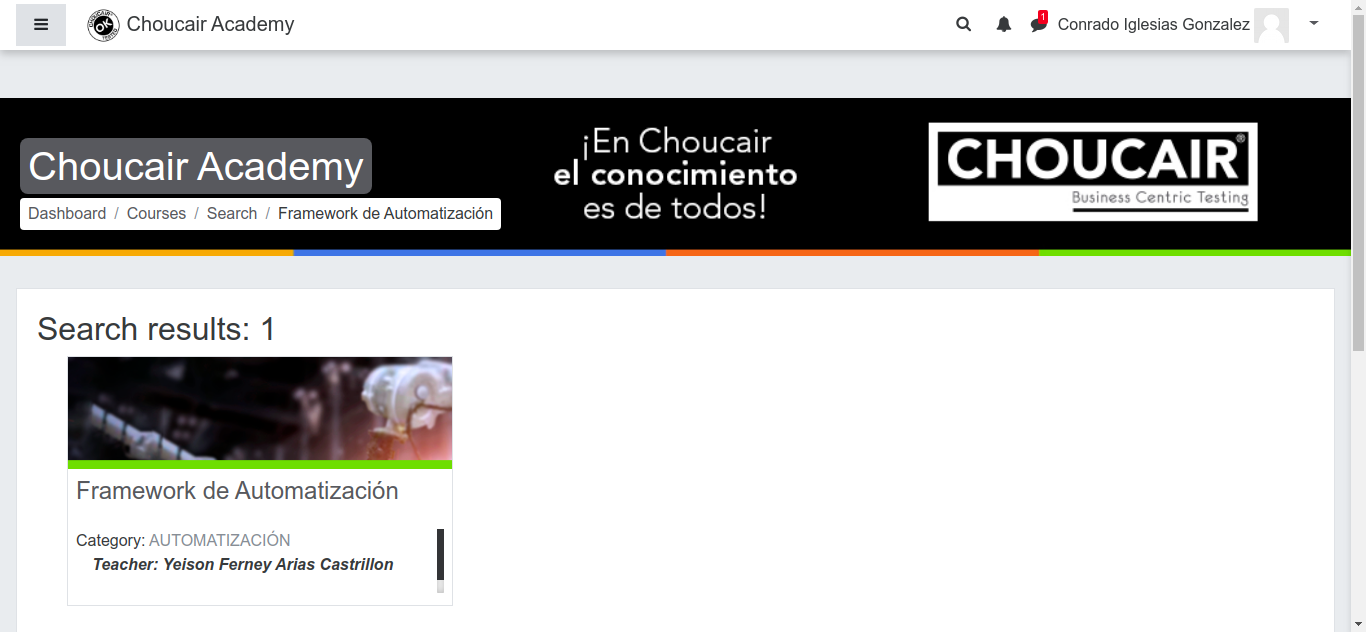 Choucair Academy
1
Conrado Iglesias Gonzalez
Choucair Academy
Dashboard / Courses / Search / Framework de Automatización
¡En Choucair
el conocimiento
es de todos!
CHOUCAIR®
Business Centric Testing
Search results: 1
Framework de Automatización
Category: AUTOMATIZACIÓN
Teacher: Yeison Ferney Arias Castrillon